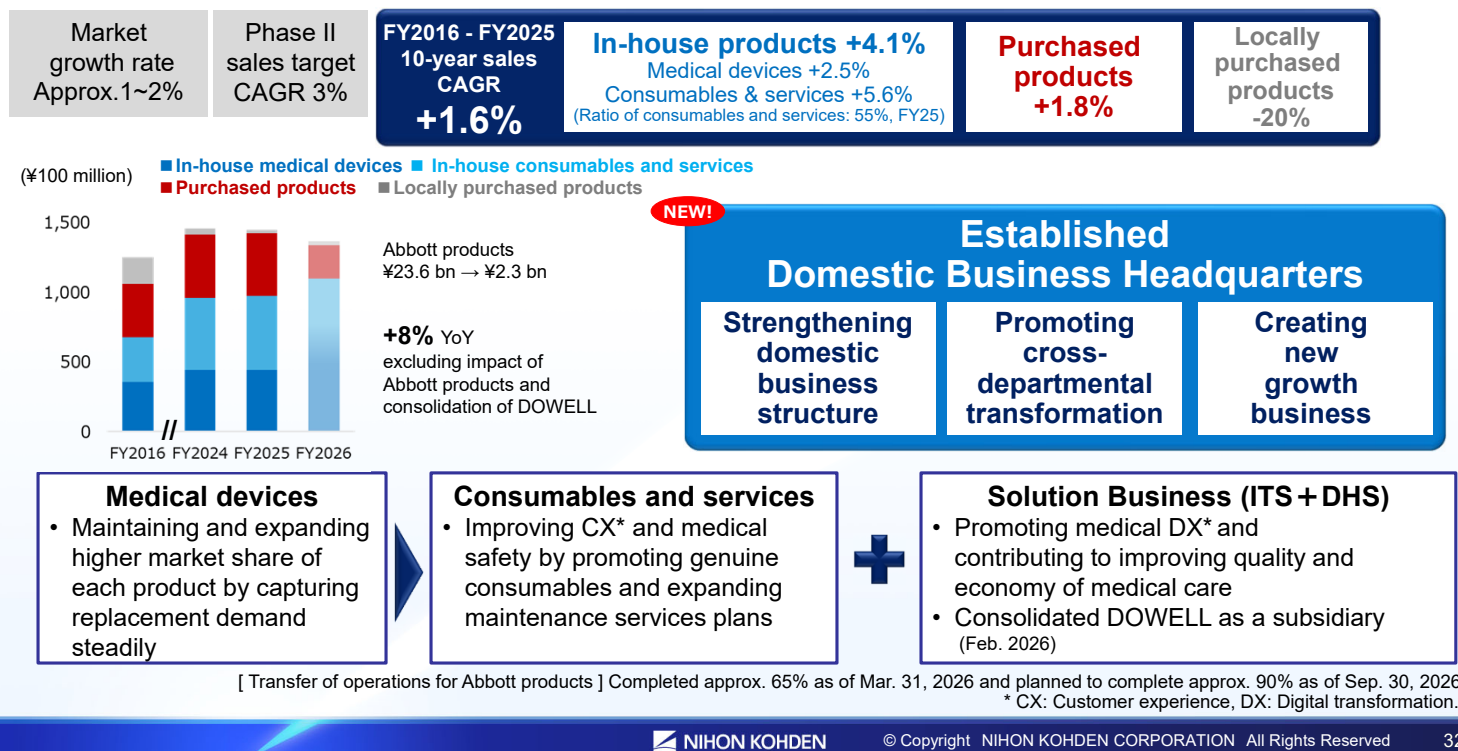 Market
growth rate
Approx.1~2%
Phase II
sales target
CAGR 3%
FY2016 - FY2025
10-year sales
CAGR
+1.6%
In-house products +4.1%
Medical devices +2.5%
Consumables & services +5.6%
(Ratio of consumables and services: 55%, FY25)
Purchased
products
+1.8%
Locally
purchased
products
-20%
(¥100 million)
■In-house medical devices ■ In-house consumables and services
■Purchased products ■Locally purchased products
1,500
1,000
500
0
FY2016 // FY2024 FY2025 FY2026
Abbott products
¥23.6 bn → ¥2.3 bn
+8% YoY
excluding impact of
Abbott products and
consolidation of DOWELL
NEW!
Established
Domestic Business Headquarters
Strengthening
domestic
business
structure
Promoting
cross-
departmental
transformation
Creating
new
growth
business
Medical devices
• Maintaining and expanding
higher market share of
each product by capturing
replacement demand
steadily
Consumables and services
• Improving CX* and medical
safety by promoting genuine
consumables and expanding
maintenance services plans
Solution Business (ITS＋DHS)
• Promoting medical DX* and
contributing to improving quality and
economy of medical care
• Consolidated DOWELL as a subsidiary
(Feb. 2026)
[ Transfer of operations for Abbott products ] Completed approx. 65% as of Mar. 31, 2026 and planned to complete approx. 90% as of Sep. 30, 2026
* CX: Customer experience, DX: Digital transformation.
NIHON KOHDEN
© Copyright NIHON KOHDEN CORPORATION All Rights Reserved
32